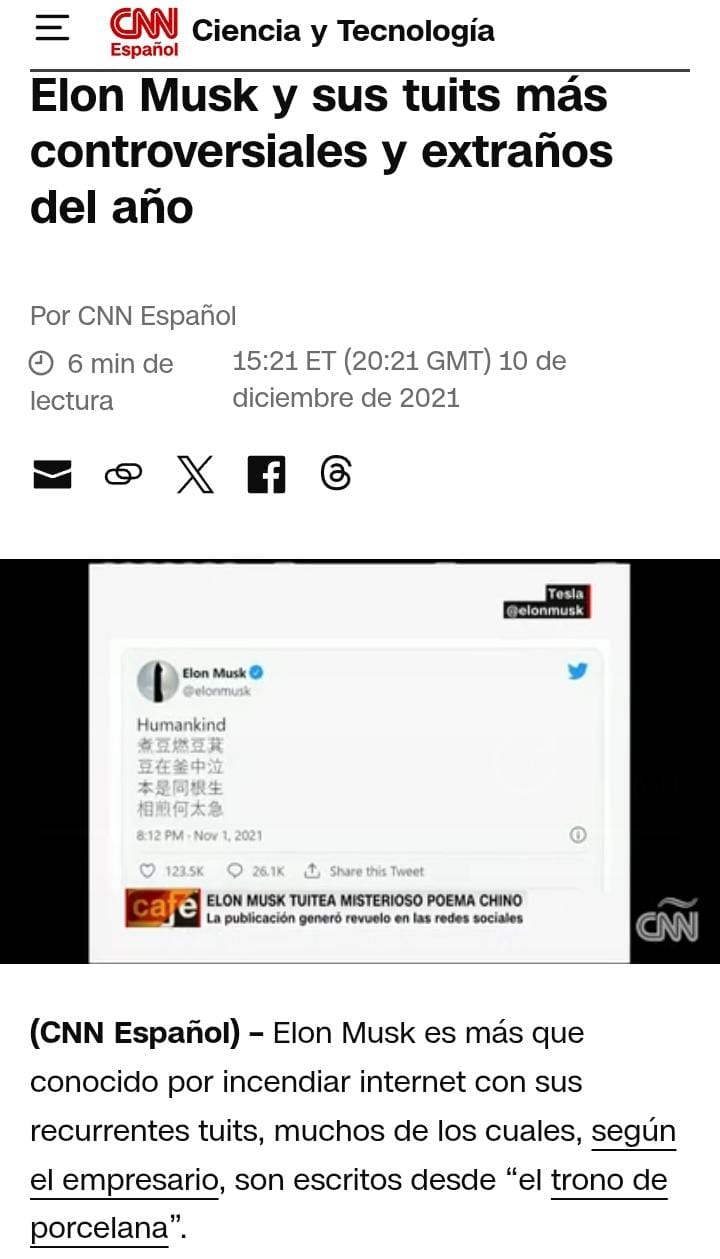 CNN
Español
Ciencia y Tecnología
Elon Musk y sus tuits más
controversiales y extraños
del año
Por CNN Español
6 min de
lectura
15:21 ET (20:21 GMT) 10 de
diciembre de 2021
Tesla
@elonmusk
Elon Musk
@elonmusk
Humankind
煮豆燃豆萁
豆在釜中泣
本是同根生
相煎何太急
8:12 PM · Nov 1, 2021
123.5K 26.1K Share this Tweet
café
ELON MUSK TUITEA MISTERIOSO POEMA CHINO
La publicación generó revuelo en las redes sociales
CNN
(CNN Español) – Elon Musk es más que
conocido por incendiar internet con sus
recurrentes tuits, muchos de los cuales, según
el empresario, son escritos desde “el trono de
porcelana”.